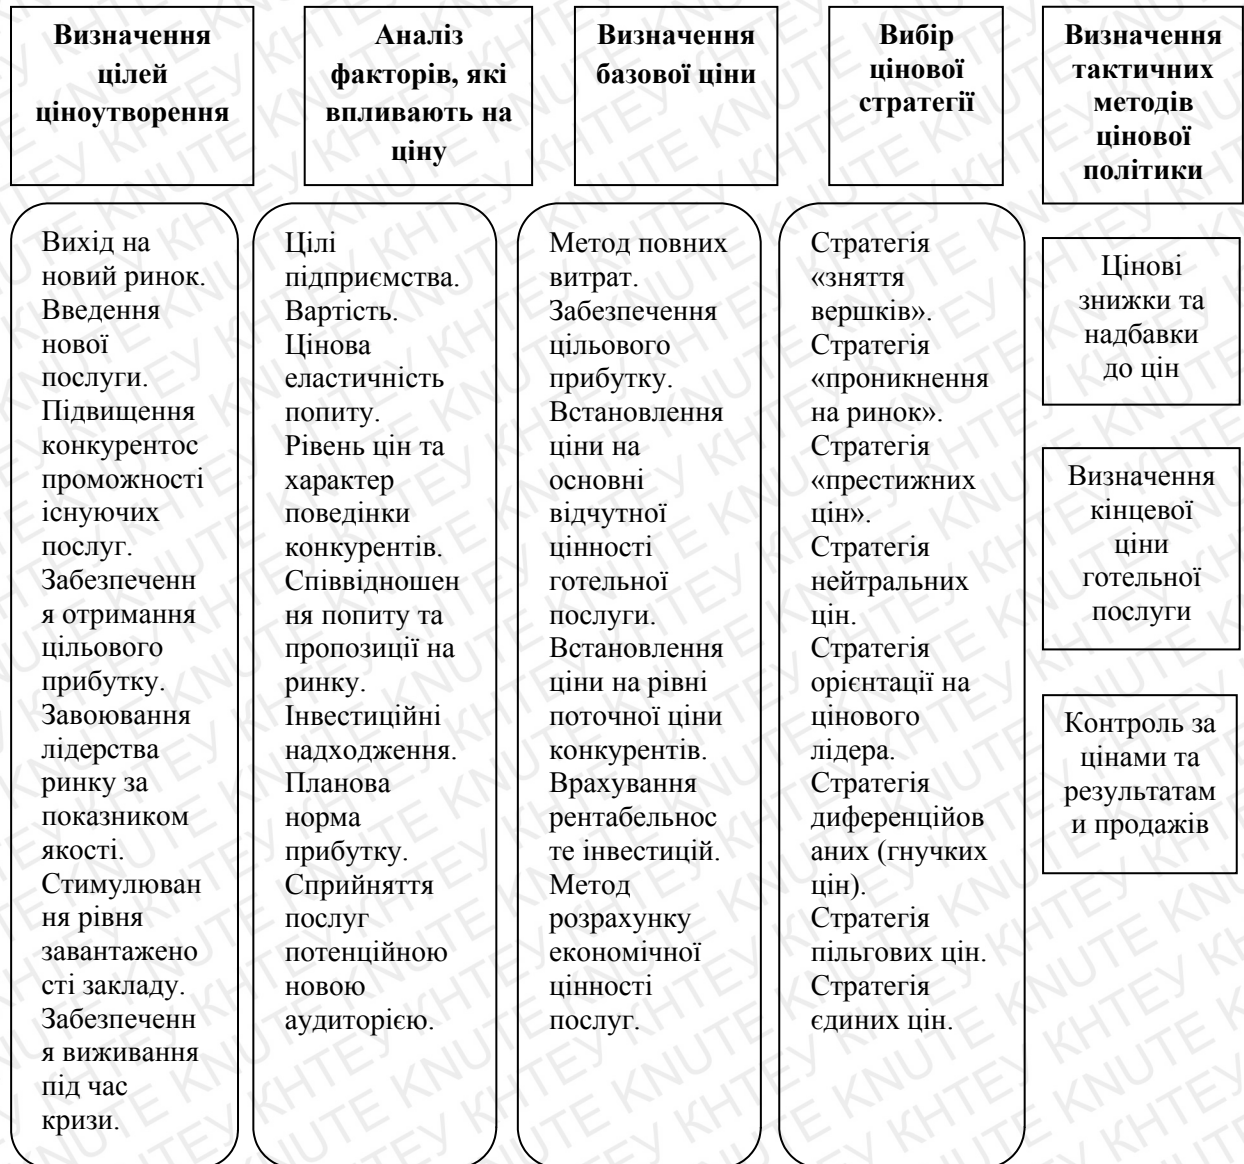 Визначення
цілей
ціноутворення
Аналіз
факторів, які
впливають на
ціну
Визначення
базової ціни
Вибір
цінової
стратегії
Визначення
тактичних
методів
цінової
політики
Вихід на
новий ринок.
Введення
нової
послуги.
Підвищення
конкурентос
проможності
існуючих
послуг.
Забезпеченн
я отримання
цільового
прибутку.
Завоювання
лідерства
ринку за
показником
якості.
Стимулюван
ня рівня
завантажено
сті закладу.
Забезпеченн
я виживання
під час
кризи.
Цілі
підприємства.
Вартість.
Цінова
еластичність
попиту.
Рівень цін та
характер
поведінки
конкурентів.
Співвідношен
ня попиту та
пропозиції на
ринку.
Інвестиційні
надходження.
Планова
норма
прибутку.
Сприйняття
послуг
потенційною
новою
аудиторією.
Метод повних
витрат.
Забезпечення
цільового
прибутку.
Встановлення
ціни на
основні
відчутної
цінності
готельної
послуги.
Встановлення
ціни на рівні
поточної ціни
конкурентів.
Врахування
рентабельнос
те інвестицій.
Метод
розрахунку
економічної
цінності
послуг.
Стратегія
«зняття
вершків».
Стратегія
«проникнення
на ринок».
Стратегія
«престижних
цін».
Стратегія
нейтральних
цін.
Стратегія
орієнтації на
цінового
лідера.
Стратегія
диференційов
аних (гнучких
цін).
Стратегія
пільгових цін.
Стратегія
єдиних цін.
Цінові
знижки та
надбавки
до цін
Визначення
кінцевої
ціни
готельної
послуги
Контроль за
цінами та
результатам
и продажів